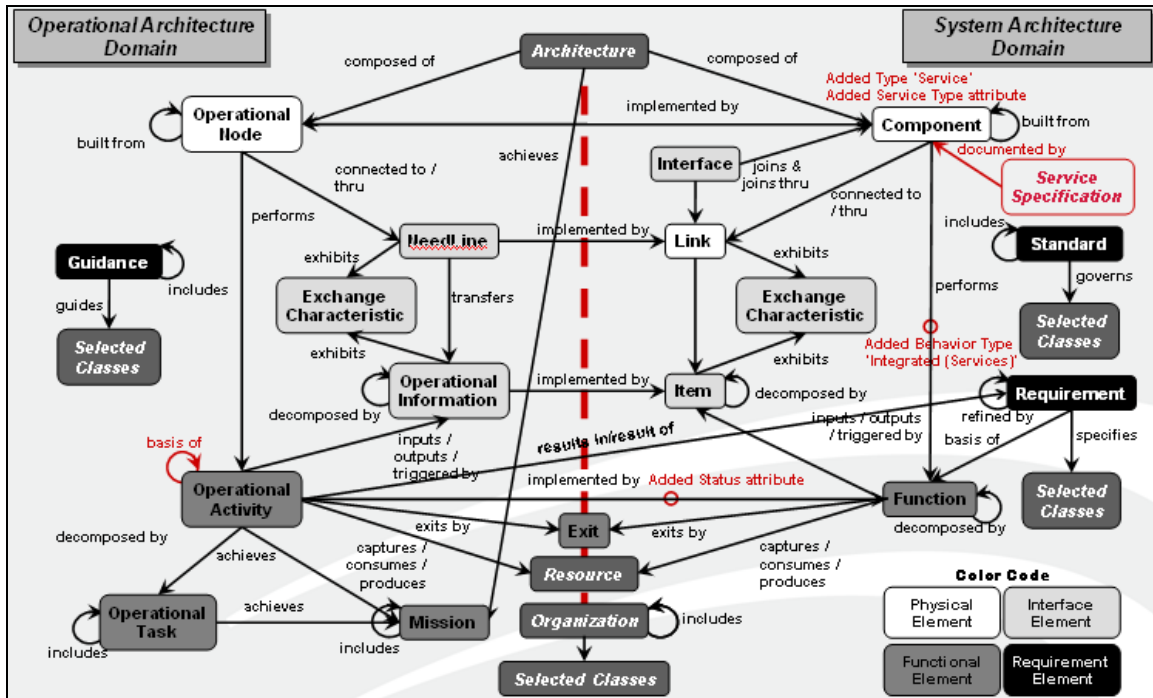 Operational Architecture
Domain
Architecture
System Architecture
Domain
composed of
composed of
Added Type 'Service'
Added Service Type attribute
Operational
Node
implemented by
Component
built from
built from
achieves
documented by
Interface
joins &
joins thru
Service
Specification
connected to /
thru
connected to
/ thru
performs
includes
NeedLine
implemented by
Link
Standard
Guidance
includes
exhibits
transfers
exhibits
governs
guides
performs
Exchange
Characteristic
Exchange
Characteristic
Selected
Classes
Selected
Classes
Added Behavior Type
'Integrated (Services)'
exhibits
exhibits
Operational
Information
implemented by
Item
decomposed by
Requirement
decomposed by
refined by
inputs / outputs
/ triggered by
basis of
specifies
results in/result of
basis of
inputs /
outputs /
triggered by
Operational
Activity
implemented by
Added Status attribute
Function
Selected
Classes
exits by
Exit
exits by
decomposed by
decomposed by
achieves
captures /
consumes /
produces
Resource
captures /
consumes /
produces
Color Code
Operational
Task
achieves
Mission
Organization
includes
includes
includes
Selected Classes
Physical
Element
Interface
Element
Functional
Element
Requirement
Element